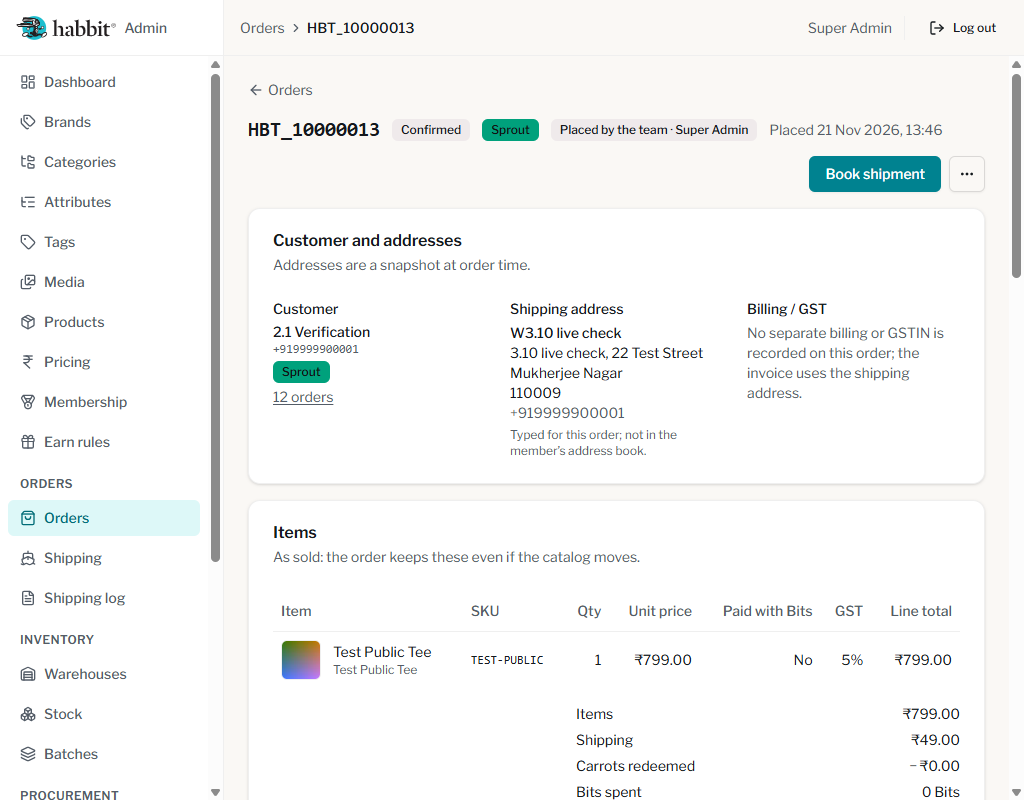 habbit® Admin
Orders > HBT_10000013
Super Admin
Log out
Dashboard
Brands
Categories
Attributes
Tags
Media
Products
Pricing
Membership
Earn rules
ORDERS
Orders
Shipping
Shipping log
INVENTORY
Warehouses
Stock
Batches
PROCUREMENT
← Orders
HBT_10000013 Confirmed Sprout Placed by the team · Super Admin Placed 21 Nov 2026, 13:46
Book shipment ...
Customer and addresses
Addresses are a snapshot at order time.
Customer
2.1 Verification
+919999900001
Sprout
12 orders
Shipping address
W3.10 live check
3.10 live check, 22 Test Street
Mukherjee Nagar
110009
+919999900001
Typed for this order; not in the
member's address book.
Billing / GST
No separate billing or GSTIN is
recorded on this order; the
invoice uses the shipping
address.
Items
As sold: the order keeps these even if the catalog moves.
Item SKU Qty Unit price Paid with Bits GST Line total
Test Public Tee
Test Public Tee
TEST-PUBLIC 1 ₹799.00 No 5% ₹799.00
Items ₹799.00
Shipping ₹49.00
Carrots redeemed −₹0.00
Bits spent 0 Bits